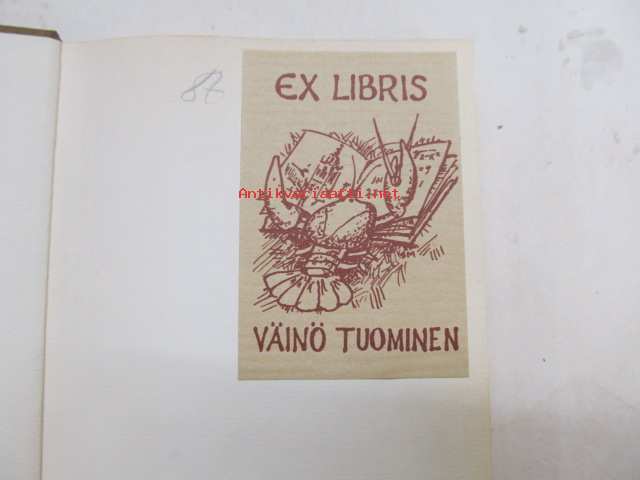 87
EX LIBRIS
Antikvariaatti.net
VÄINÖ TUOMINEN